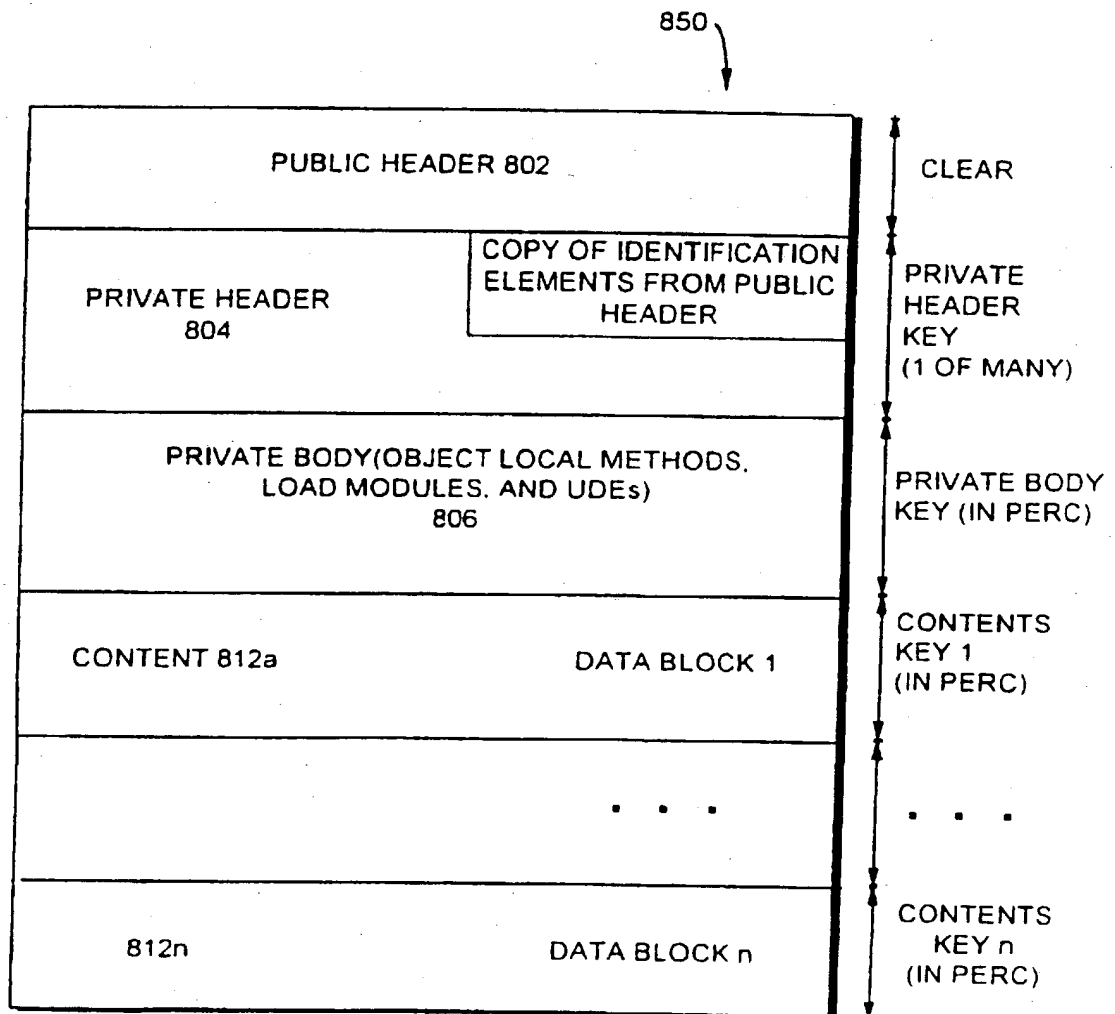 850
PUBLIC HEADER 802
CLEAR
PRIVATE HEADER
804
COPY OF IDENTIFICATION
ELEMENTS FROM PUBLIC
HEADER
PRIVATE
HEADER
KEY
(1 OF MANY)
PRIVATE BODY(OBJECT LOCAL METHODS,
LOAD MODULES, AND UDEs)
806
PRIVATE BODY
KEY (IN PERC)
CONTENT 812a
DATA BLOCK 1
CONTENTS
KEY 1
(IN PERC)
. . .
. . .
812n
DATA BLOCK n
CONTENTS
KEY n
(IN PERC)